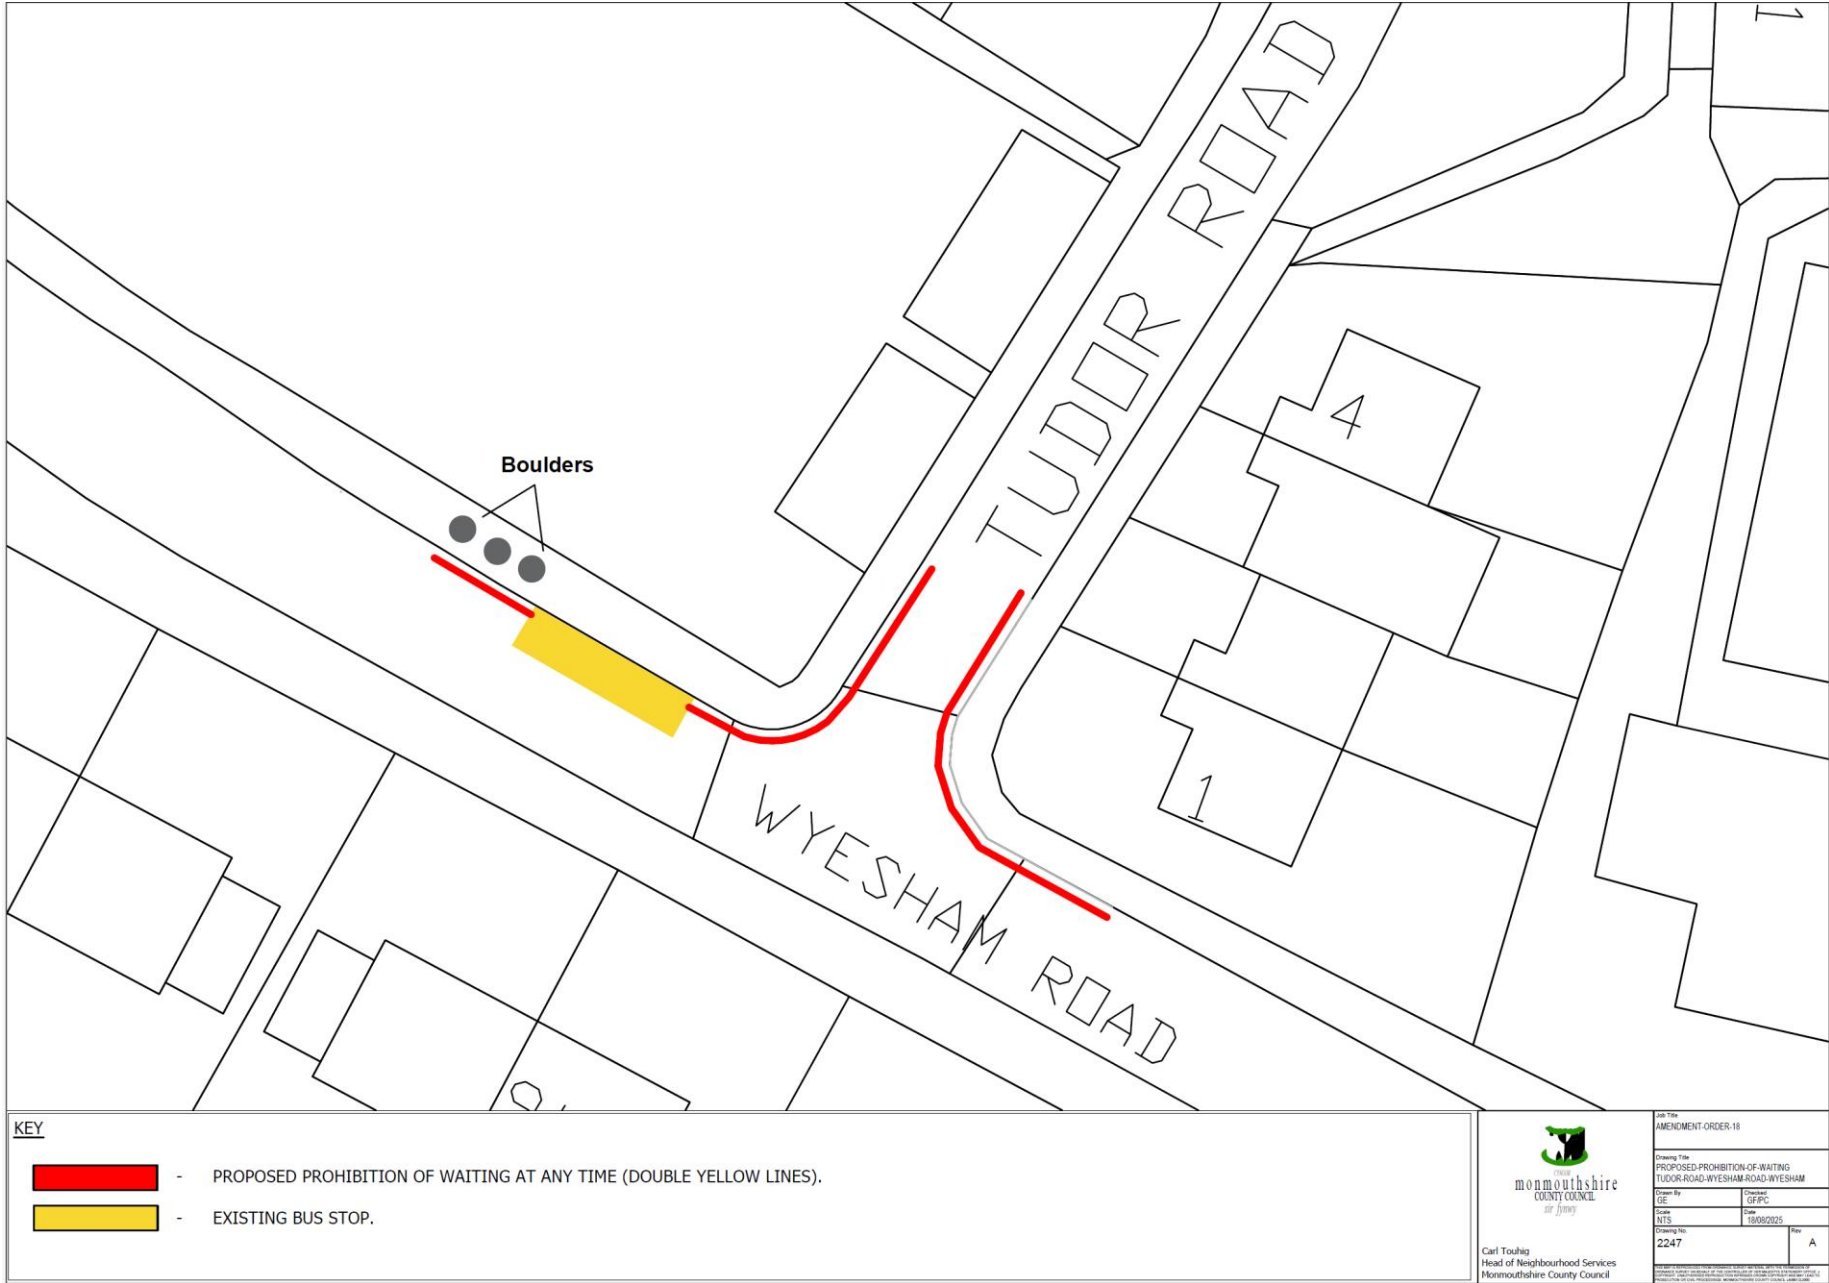 TUDOR ROAD
4
Boulders
1
WYESHAM ROAD
KEY
- PROPOSED PROHIBITION OF WAITING AT ANY TIME (DOUBLE YELLOW LINES).
- EXISTING BUS STOP.
monmouthshire
COUNTY COUNCIL
sir fynwy
Carl Touhig
Head of Neighbourhood Services
Monmouthshire County Council
Job Title
AMENDMENT-ORDER-18
Drawing Title
PROPOSED-PROHIBITION-OF-WAITING
TUDOR-ROAD-WYESHAM-ROAD-WYESHAM
Drawn By
GE
Checked
GF/PC
Scale
NTS
Date
18/08/2025
Drawing No.
2247
Rev
A